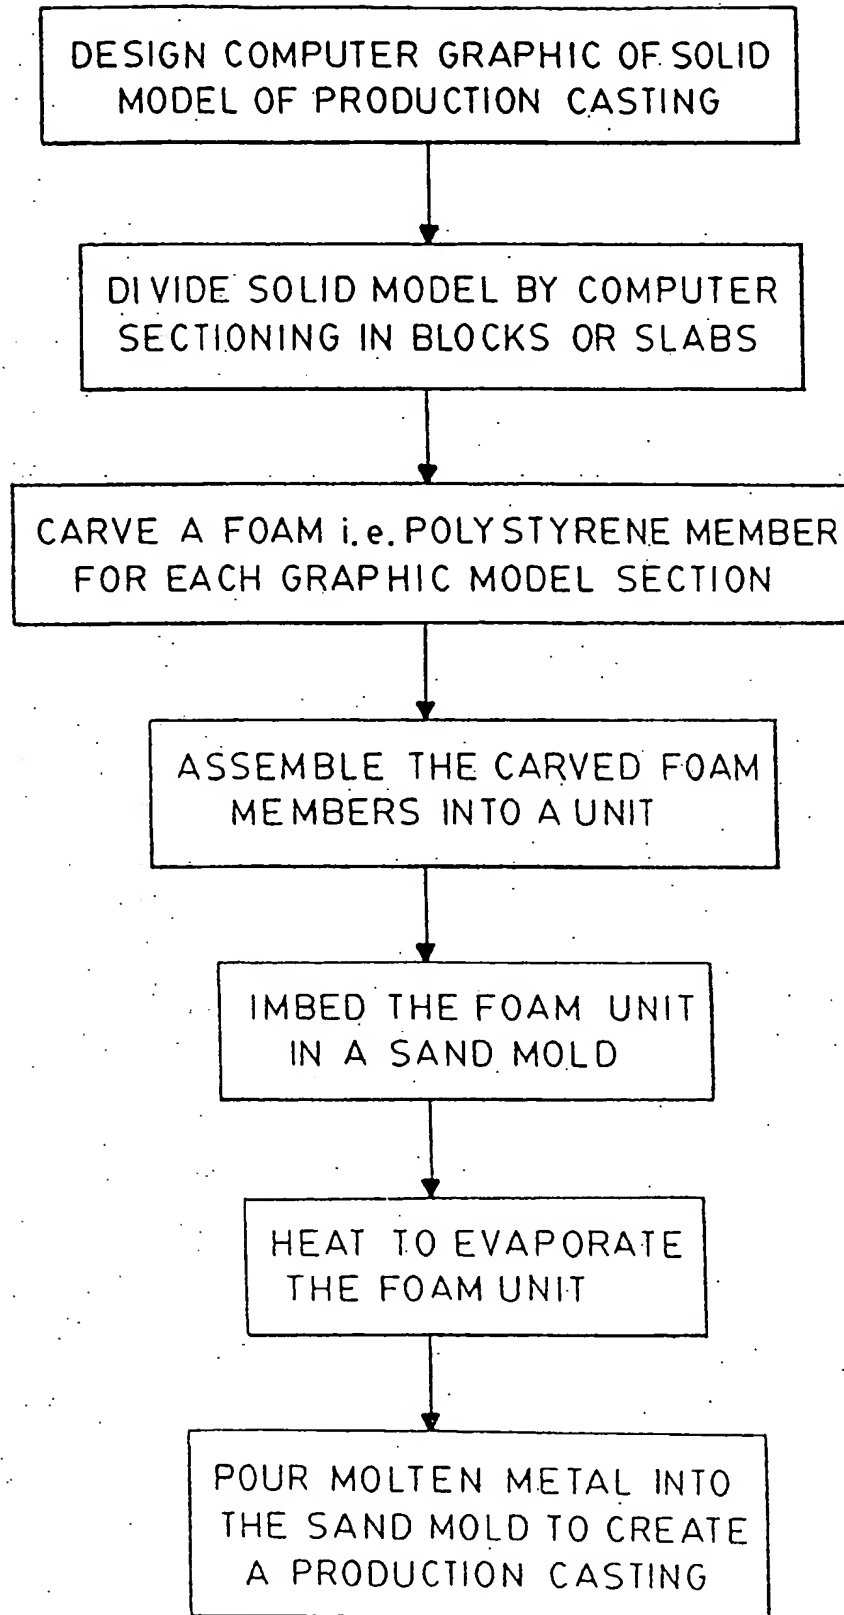 DESIGN COMPUTER GRAPHIC OF SOLID
MODEL OF PRODUCTION CASTING
DIVIDE SOLID MODEL BY COMPUTER
SECTIONING IN BLOCKS OR SLABS
CARVE A FOAM i.e. POLYSTYRENE MEMBER
FOR EACH GRAPHIC MODEL SECTION
ASSEMBLE THE CARVED FOAM
MEMBERS INTO A UNIT
IMBED THE FOAM UNIT
IN A SAND MOLD
HEAT TO EVAPORATE
THE FOAM UNIT
POUR MOLTEN METAL INTO
THE SAND MOLD TO CREATE
A PRODUCTION CASTING